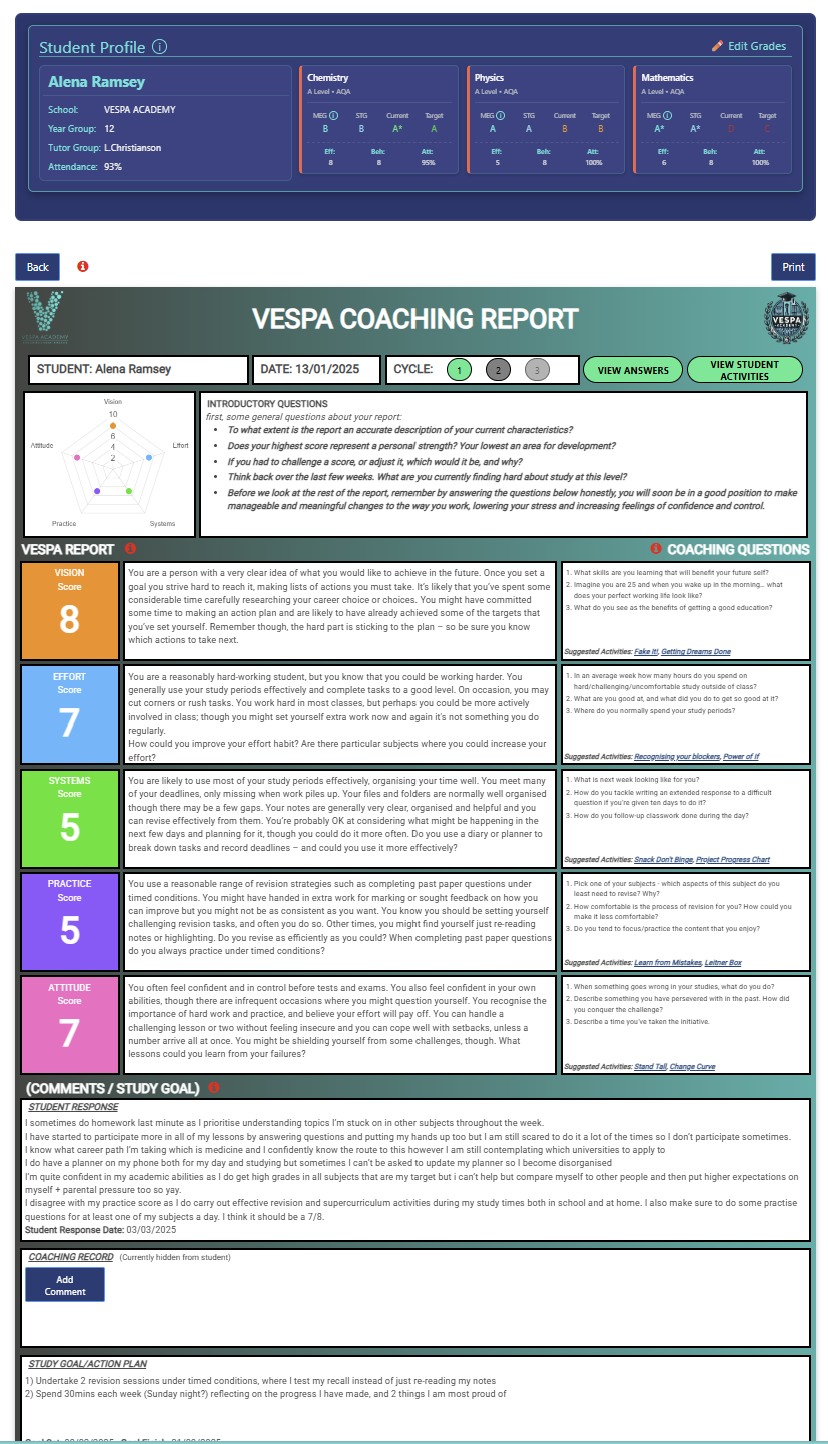 Student Profile
Edit Grades
Alena Ramsey
School: VESPA ACADEMY
Year Group: 12
Tutor Group: L.Christianson
Attendance: 93%
Chemistry
A Level • AQA
MEG STG Current Target
B B A* A
Eff: Beh: Att:
8 8 95%
Physics
A Level • AQA
MEG STG Current Target
A A B B
Eff: Beh: Att:
5 8 100%
Mathematics
A Level • AQA
MEG STG Current Target
A* A* C
Eff: Beh: Att:
6 8 100%
Back
Print
VESPA ACADEMY
VESPA COACHING REPORT
VESPA
ACADEMY
STUDENT: Alena Ramsey
DATE: 13/01/2025
CYCLE: 1 2 3
VIEW ANSWERS
VIEW STUDENT
ACTIVITIES
Vision
10
6
4
2
Attitude
Effort
Practice
Systems
INTRODUCTORY QUESTIONS
first, some general questions about your report:
• To what extent is the report an accurate description of your current characteristics?
• Does your highest score represent a personal strength? Your lowest an area for development?
• If you had to challenge a score, or adjust it, which would it be, and why?
• Think back over the last few weeks. What are you currently finding hard about study at this level?
• Before we look at the rest of the report, remember by answering the questions below honestly, you will soon be in a good position to make
manageable and meaningful changes to the way you work, lowering your stress and increasing feelings of confidence and control.
VESPA REPORT
COACHING QUESTIONS
VISION
Score
8
You are a person with a very clear idea of what you would like to achieve in the future. Once you set a
goal you strive hard to reach it, making lists of actions you must take. It's likely that you've spent some
considerable time carefully researching your career choice or choices. You might have committed
some time to making an action plan and are likely to have already achieved some of the targets that
you've set yourself. Remember though, the hard part is sticking to the plan – so be sure you know
which actions to take next.
1. What skills are you learning that will benefit your future self?
2. Imagine you are 25 and when you wake up in the morning... what
does your perfect working life look like?
3. What do you see as the benefits of getting a good education?
Suggested Activities: Fake it!, Getting Dreams Done
EFFORT
Score
7
You are a reasonably hard-working student, but you know that you could be working harder. You
generally use your study periods effectively and complete tasks to a good level. On occasion, you may
cut corners or rush tasks. You work hard in most classes, but perhaps you could be more actively
involved in class; though you might set yourself extra work now and again it's not something you do
regularly.
How could you improve your effort habit? Are there particular subjects where you could increase your
effort?
1. In an average week how many hours do you spend on
hard/challenging/uncomfortable study outside of class?
2. What are you good at, and what did you do to get so good at it?
3. Where do you normally spend your study periods?
Suggested Activities: Recognising your blockers, Power of If
SYSTEMS
Score
5
You are likely to use most of your study periods effectively, organising your time well. You meet many
of your deadlines, only missing when work piles up. Your files and folders are normally well organised
though there may be a few gaps. Your notes are generally very clear, organised and helpful and you
can revise effectively from them. You're probably OK at considering what might be happening in the
next few days and planning for it, though you could do it more often. Do you use a diary or planner to
break down tasks and record deadlines – and could you use it more effectively?
1. What is next week looking like for you?
2. How do you tackle writing an extended response to a difficult
question if you're given ten days to do it?
3. How do you follow-up classwork done during the day?
Suggested Activities: Snack Don't Binge, Project Progress Chart
PRACTICE
Score
5
You use a reasonable range of revision strategies such as completing past paper questions under
timed conditions. You might have handed in extra work for marking or sought feedback on how you
can improve but you might not be as consistent as you want. You know you should be setting yourself
challenging revision tasks, and often you do so. Other times, you might find yourself just re-reading
notes or highlighting. Do you revise as efficiently as you could? When completing past paper questions
do you always practice under timed conditions?
1. Pick one of your subjects - which aspects of this subject do you
least need to revise? Why?
2. How comfortable is the process of revision for you? How could you
make it less comfortable?
3. Do you tend to focus/practice the content that you enjoy?
Suggested Activities: Learn from Mistakes, Leitner Box
ATTITUDE
Score
7
You often feel confident and in control before tests and exams. You also feel confident in your own
abilities, though there are infrequent occasions where you might question yourself. You recognise the
importance of hard work and practice, and believe your effort will pay off. You can handle a
challenging lesson or two without feeling insecure and you can cope well with setbacks, unless a
number arrive all at once. You might be shielding yourself from some challenges, though. What
lessons could you learn from your failures?
1. When something goes wrong in your studies, what do you do?
2. Describe something you have persevered with in the past. How did
you conquer the challenge?
3. Describe a time you've taken the initiative.
Suggested Activities: Stand Tall, Change Curve
(COMMENTS / STUDY GOAL)
STUDENT RESPONSE
I sometimes do homework last minute as I prioritise understanding topics I'm stuck on in other subjects throughout the week.
I have started to participate more in all of my lessons by answering questions and putting my hands up too but I am still scared to do it a lot of the times so I don't participate sometimes.
I know what career path I'm taking which is medicine and I confidently know the route to this however I am still contemplating which universities to apply to
I do have a planner on my phone both for my day and studying but sometimes I can't be asked to update my planner so I become disorganised
I'm quite confident in my academic abilities as I do get high grades in all subjects that are my target but i can't help but compare myself to other people and then put higher expectations on
myself + parental pressure too so yay.
I disagree with my practice score as I do carry out effective revision and supercurriculum activities during my study times both in school and at home. I also make sure to do some practise
questions for at least one of my subjects a day. I think it should be a 7/8.
Student Response Date: 03/03/2025
COACHING RECORD (Currently hidden from student)
Add
Comment
STUDY GOAL/ACTION PLAN
1) Undertake 2 revision sessions under timed conditions, where I test my recall instead of just re-reading my notes
2) Spend 30mins each week (Sunday night?) reflecting on the progress I have made, and 2 things I am most proud of